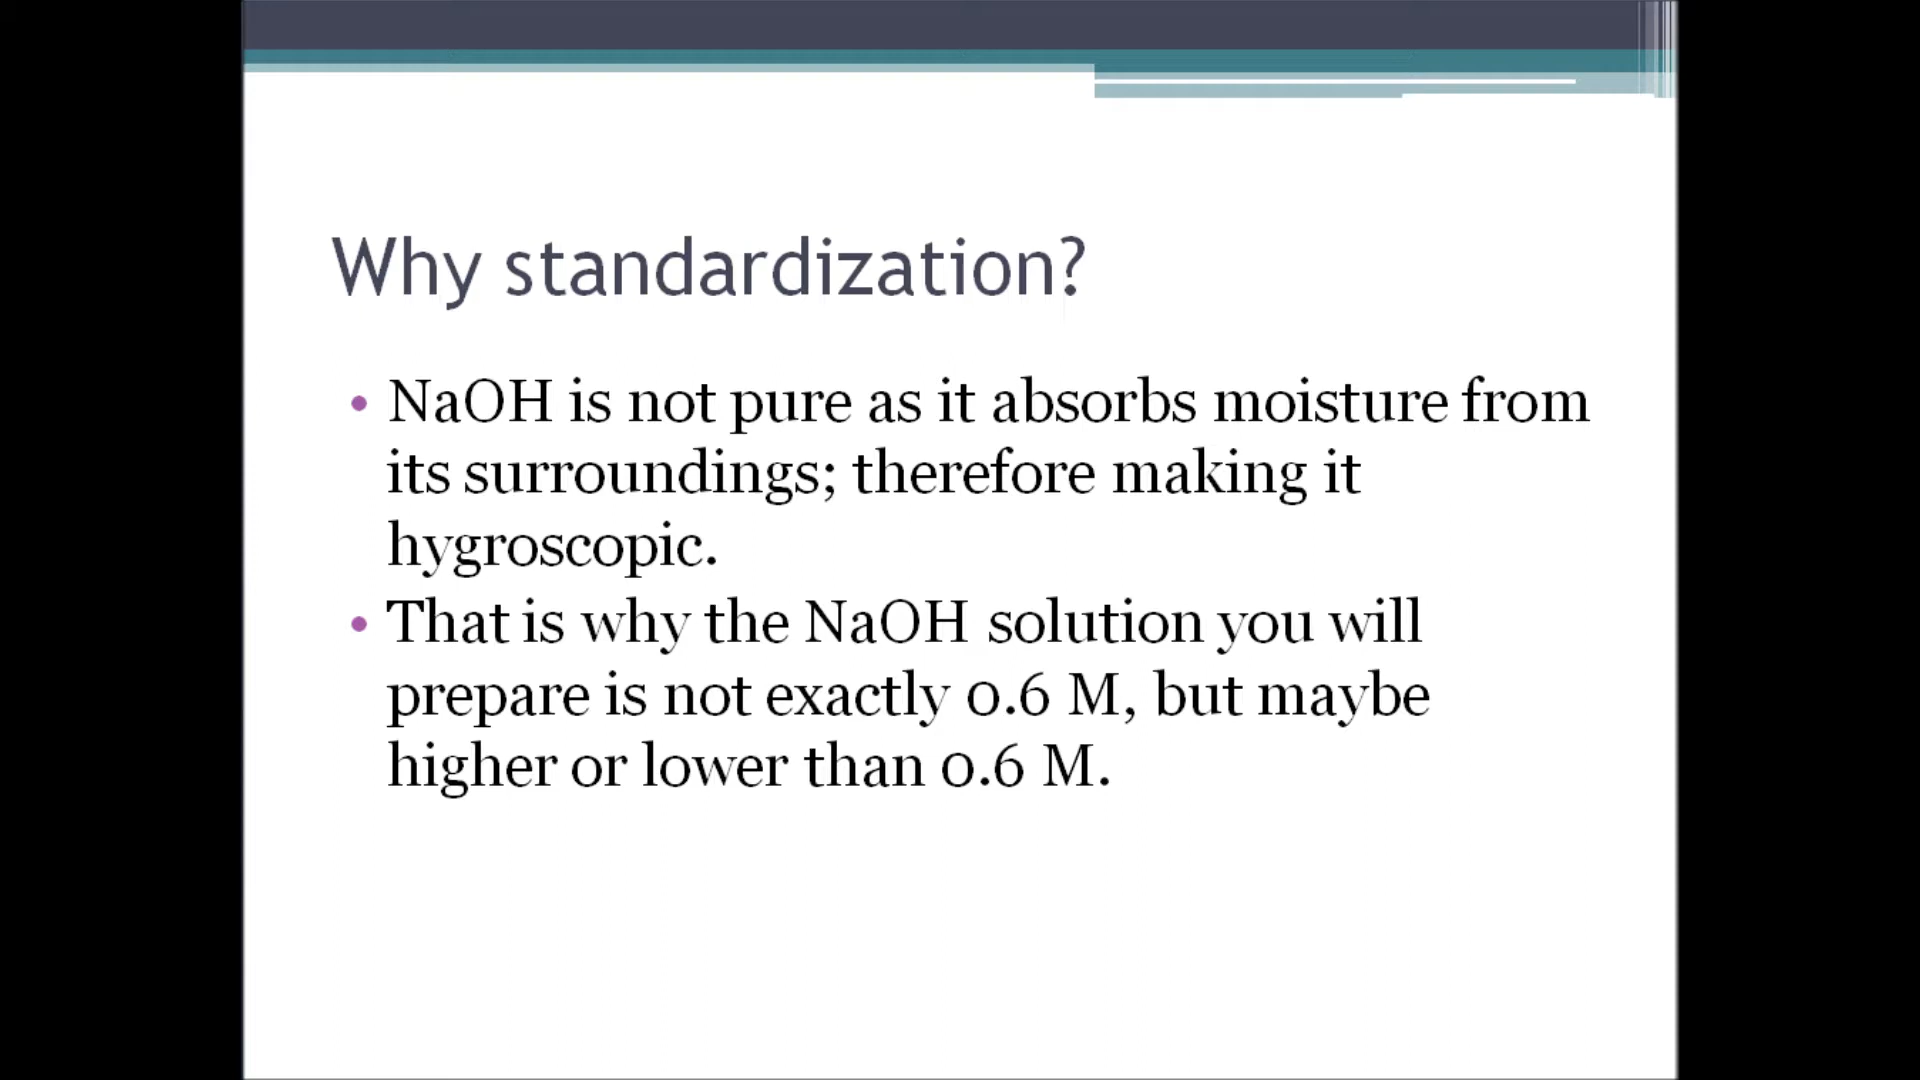 Why standardization?
• NaOH is not pure as it absorbs moisture from
its surroundings; therefore making it
hygroscopic.
• That is why the NaOH solution you will
prepare is not exactly 0.6 M, but maybe
higher or lower than 0.6 M.